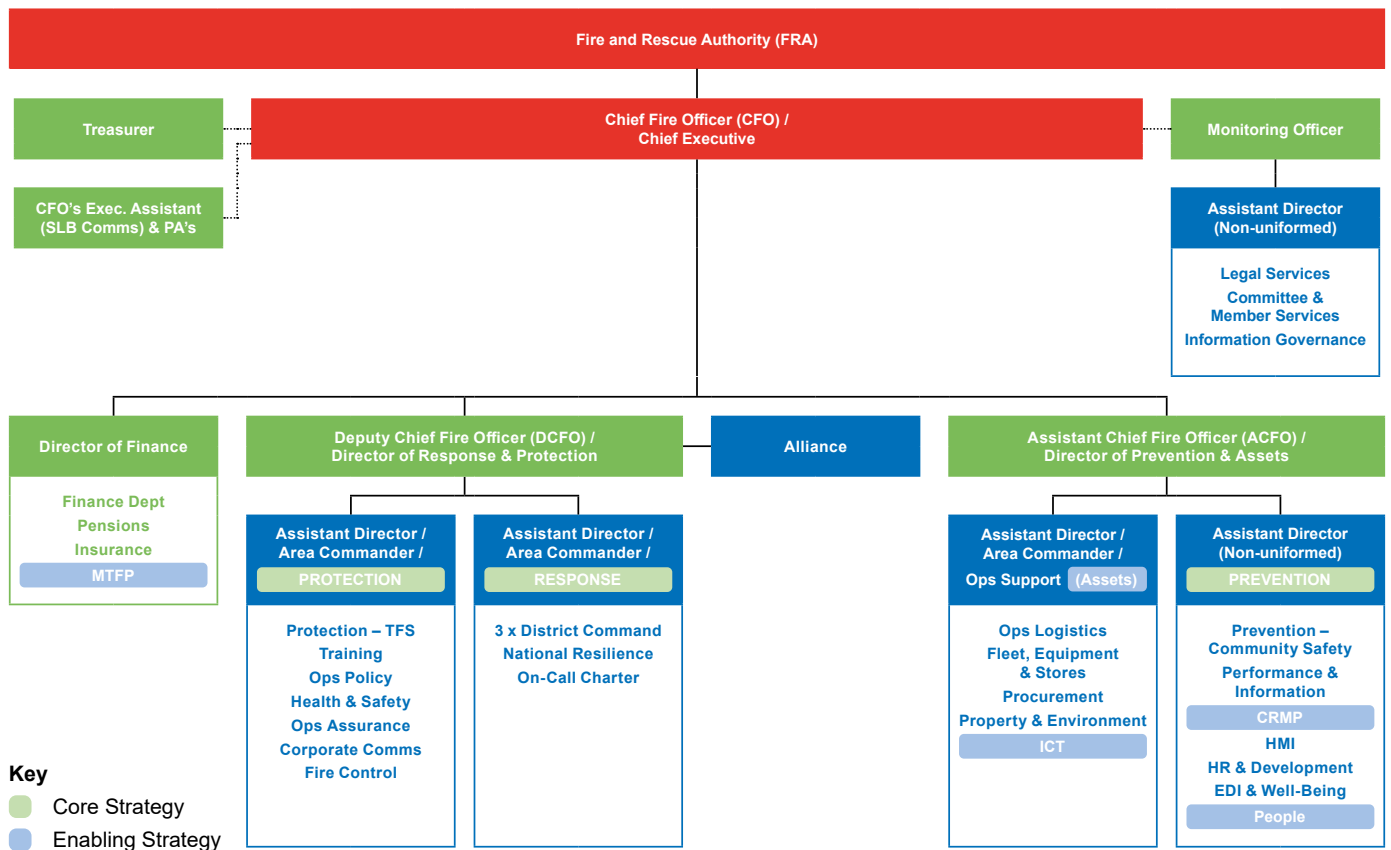 Fire and Rescue Authority (FRA)
Treasurer
Chief Fire Officer (CFO) /
Chief Executive
Monitoring Officer
CFO's Exec. Assistant
(SLB Comms) & PA's
Assistant Director
(Non-uniformed)
Legal Services
Committee &
Member Services
Information Governance
Director of Finance
Finance Dept
Pensions
Insurance
MTFP
Deputy Chief Fire Officer (DCFO) /
Director of Response & Protection
Alliance
Assistant Chief Fire Officer (ACFO) /
Director of Prevention & Assets
Assistant Director /
Area Commander /
PROTECTION
Protection – TFS
Training
Ops Policy
Health & Safety
Ops Assurance
Corporate Comms
Fire Control
Assistant Director /
Area Commander /
RESPONSE
3 x District Command
National Resilience
On-Call Charter
Assistant Director /
Area Commander /
Ops Support (Assets)
Ops Logistics
Fleet, Equipment
& Stores
Procurement
Property & Environment
ICT
Assistant Director
(Non-uniformed)
PREVENTION
Prevention –
Community Safety
Performance &
Information
CRMP
HMI
HR & Development
EDI & Well-Being
People
Key
Core Strategy
Enabling Strategy